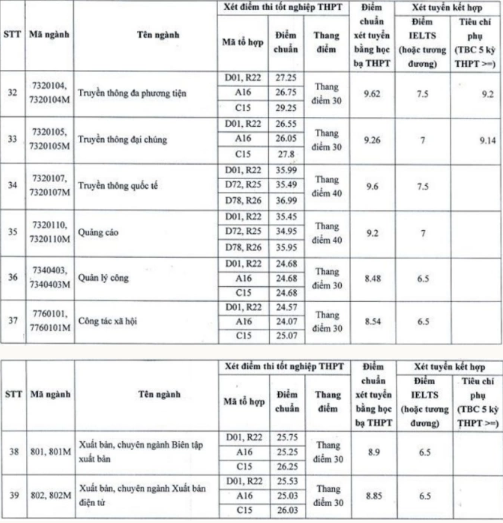 STT Mã ngành Tên ngành Xét điểm thi tốt nghiệp THPT Điểm chuẩn xét tuyển bằng học bạ THPT Xét tuyển kết hợp
Mã tổ hợp Điểm chuẩn Thang điểm Điểm IELTS (hoặc tương đương) Tiêu chí phụ (TBC 5 kỳ THPT >=)
32 7320104, 7320104M Truyền thông đa phương tiện D01, R22 27.25 Thang điểm 30 9.62 7.5 9.2
A16 26.75
C15 29.25
33 7320105, 7320105M Truyền thông đại chúng D01, R22 26.55 Thang điểm 30 9.26 7 9.14
A16 26.05
C15 27.8
34 7320107, 7320107M Truyền thông quốc tế D01, R22 35.99 Thang điểm 40 9.6 7.5
D72, R25 35.49
D78, R26 36.99
35 7320110, 7320110M Quảng cáo D01, R22 35.45 Thang điểm 40 9.2 7
D72, R25 34.95
D78, R26 35.95
36 7340403, 7340403M Quản lý công D01, R22 24.68 Thang điểm 30 8.48 6.5
A16 24.68
C15 24.68
37 7760101, 7760101M Công tác xã hội D01, R22 24.57 Thang điểm 30 8.54 6.5
A16 24.07
C15 25.07
STT Mã ngành Tên ngành Xét điểm thi tốt nghiệp THPT Điểm chuẩn xét tuyển bằng học bạ THPT Xét tuyển kết hợp
Mã tổ hợp Điểm chuẩn Thang điểm Điểm IELTS (hoặc tương đương) Tiêu chí phụ (TBC 5 kỳ THPT >=)
38 801, 801M Xuất bản, chuyên ngành Biên tập xuất bản D01, R22 25.75 Thang điểm 30 8.9 6.5
A16 25.25
C15 26.25
39 802, 802M Xuất bản, chuyên ngành Xuất bản điện tử D01, R22 25.53 Thang điểm 30 8.85 6.5
A16 25.03
C15 26.03